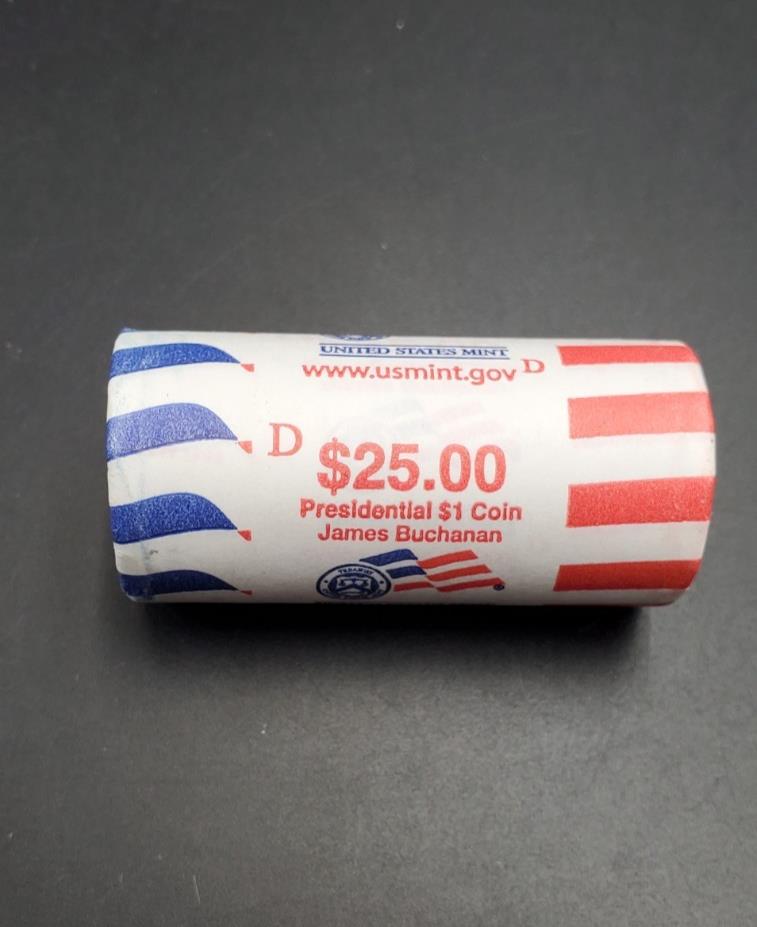 UNITED STATES MINT
www.usmint.gov D
D $25.00
Presidential $1 Coin
James Buchanan